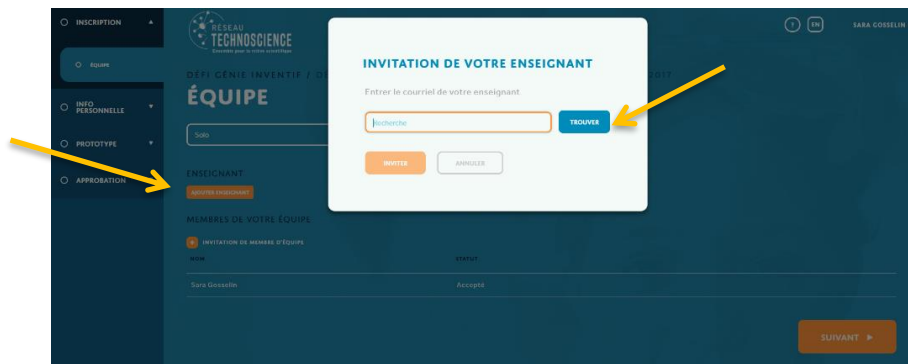 INSCRIPTION
ÉQUIPE
INFO PERSONNELLE
PROTOTYPE
APPROBATION
RÉSEAU
TECHNOSCIENCE
? EN SARA GOSSELIN
DÉFI GÉNIE INVENTIF / 2017
ÉQUIPE
Solo
ENSEIGNANT
AJOUTER ENSEIGNANT
MEMBRES DE VOTRE ÉQUIPE
+ INVITATION DE MEMBRE D'ÉQUIPE
NOM STATUT
Sara Gosselin Accepté
SUIVANT
INVITATION DE VOTRE ENSEIGNANT
Entrer le courriel de votre enseignant
Recherche
TROUVER
INVITER ANNULER